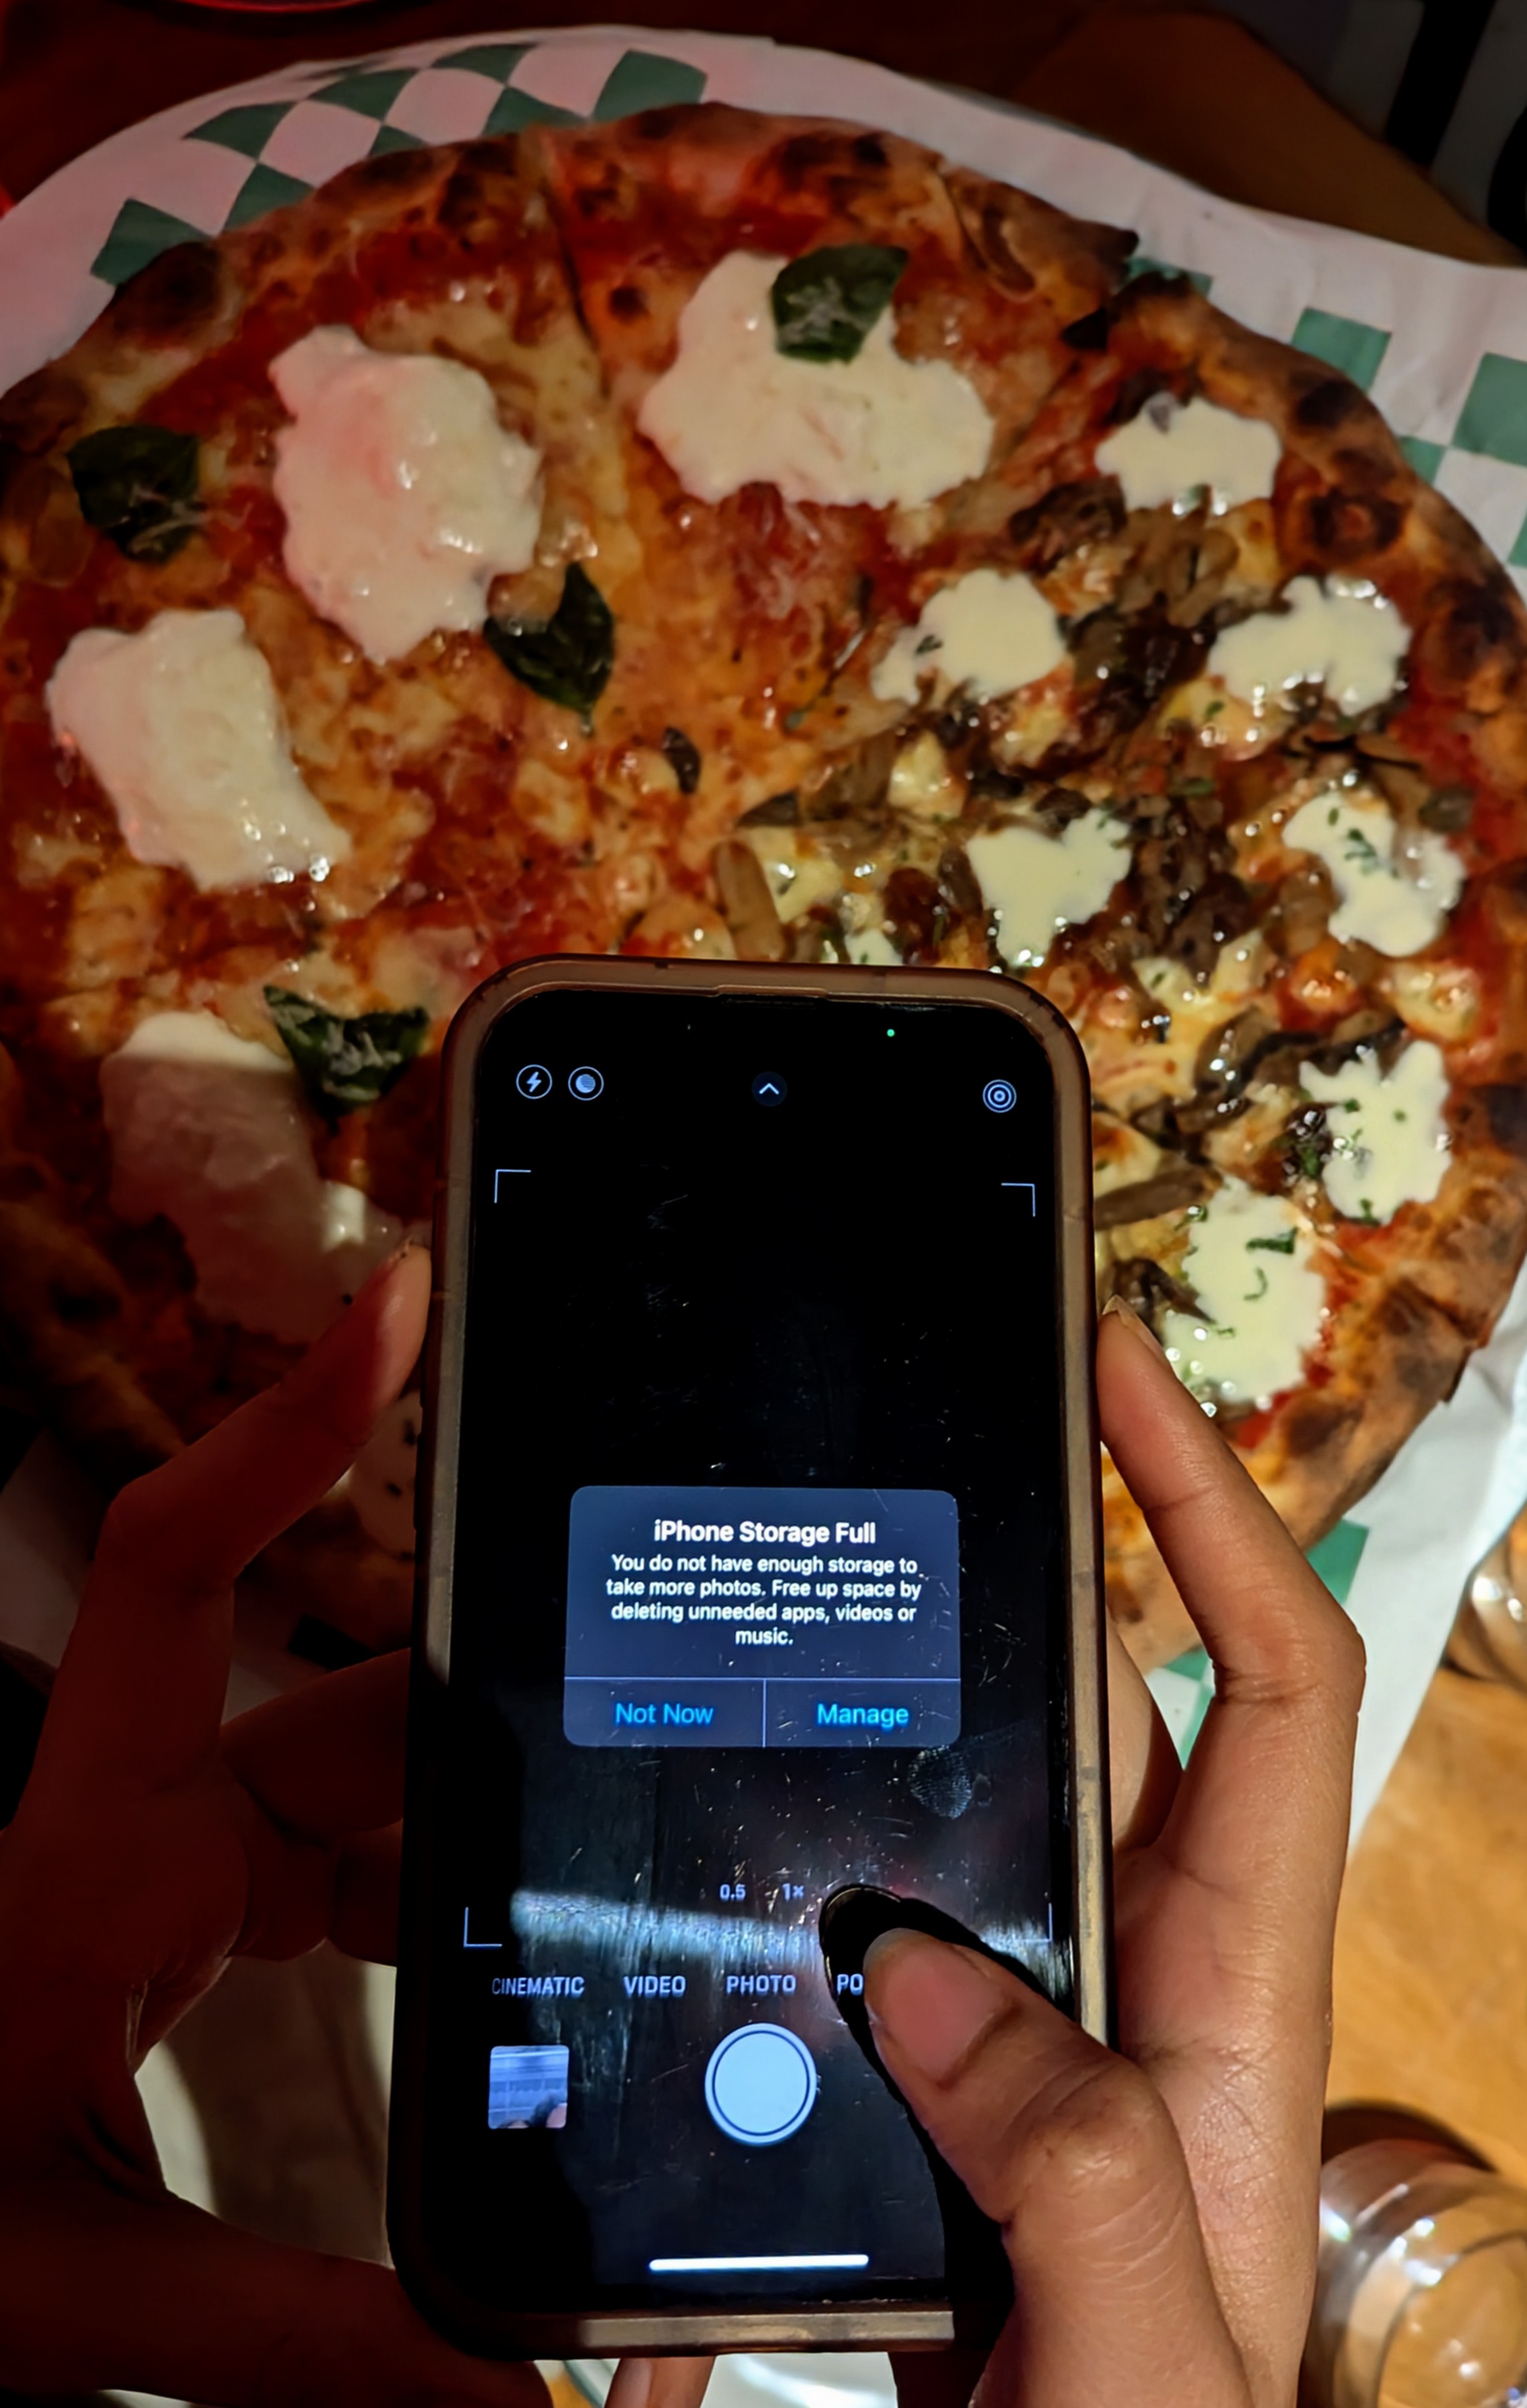 iPhone Storage Full
You do not have enough storage to
take more photos. Free up space by
deleting unneeded apps, videos or
music.
Not Now Manage
0.5 1×
CINEMATIC VIDEO PHOTO PO